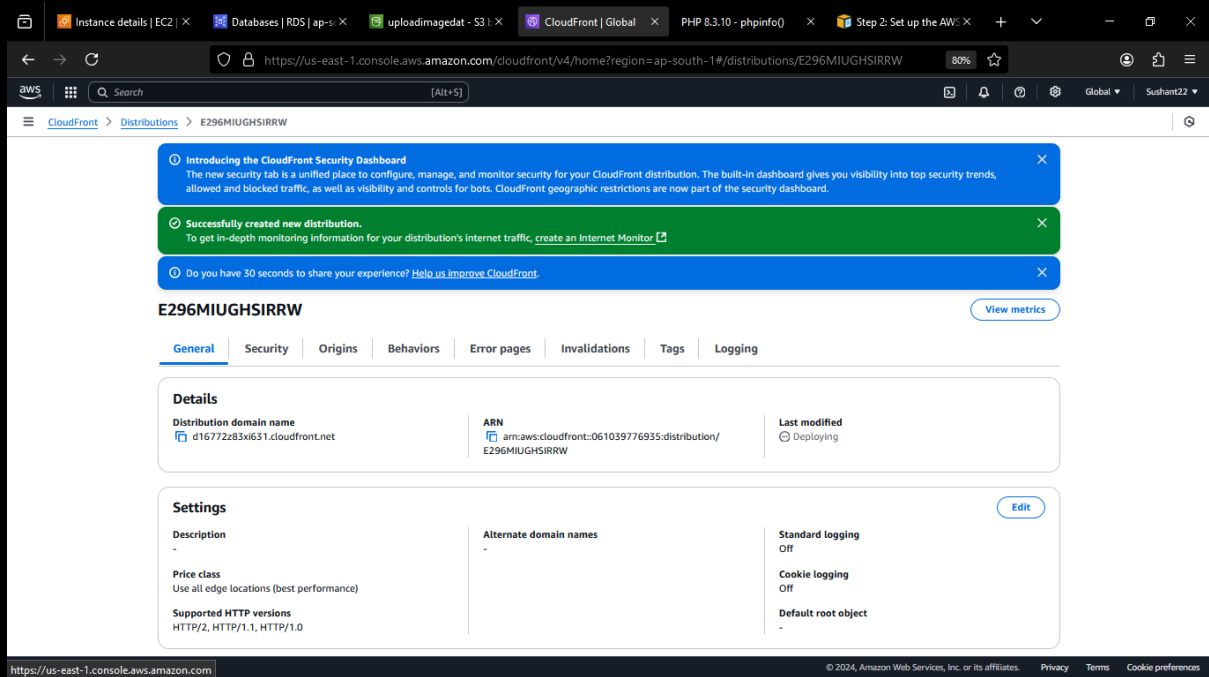 Instance details | EC2 |
Databases | RDS | ap-so
uploadimagedat - S3 b
CloudFront | Global
PHP 8.3.10 - phpinfo()
Step 2: Set up the AWS
https://us-east-1.console.aws.amazon.com/cloudfront/v4/home?region=ap-south-1#/distributions/E296MIUGHSIRRW
80%
aws
Search
[Alt+S]
Global
Sushant22
CloudFront > Distributions > E296MIUGHSIRRW
Introducing the CloudFront Security Dashboard
The new security tab is a unified place to configure, manage, and monitor security for your CloudFront distribution. The built-in dashboard gives you visibility into top security trends,
allowed and blocked traffic, as well as visibility and controls for bots. CloudFront geographic restrictions are now part of the security dashboard.
Successfully created new distribution.
To get in-depth monitoring information for your distribution's internet traffic, create an Internet Monitor
Do you have 30 seconds to share your experience? Help us improve CloudFront.
E296MIUGHSIRRW
View metrics
General
Security
Origins
Behaviors
Error pages
Invalidations
Tags
Logging
Details
Distribution domain name
d16772z83xi631.cloudfront.net
ARN
arn:aws:cloudfront::061039776935:distribution/
E296MIUGHSIRRW
Last modified
Deploying
Settings
Edit
Description
-
Price class
Use all edge locations (best performance)
Supported HTTP versions
HTTP/2, HTTP/1.1, HTTP/1.0
Alternate domain names
-
Standard logging
Off
Cookie logging
Off
Default root object
-
https://us-east-1.console.aws.amazon.com
© 2024, Amazon Web Services, Inc. or its affiliates.
Privacy
Terms
Cookie preferences